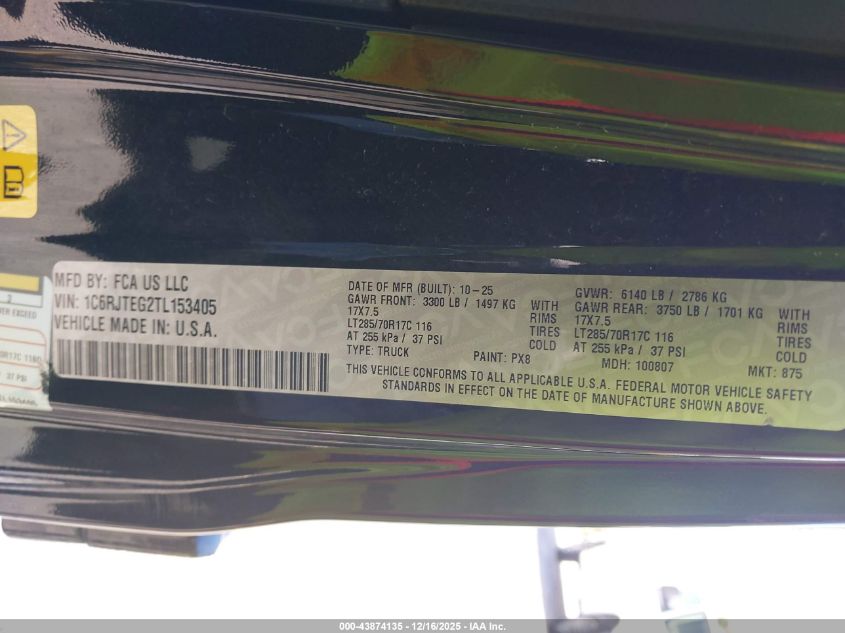 MFD BY: FCA US LLC
VIN: 1C6RJTEG2TL153405
VEHICLE MADE IN: U.S.A.
DATE OF MFR (BUILT): 10-25
GAWR FRONT: 3300 LB / 1497 KG WITH
17X7.5 RIMS
LT285/70R17C 116 TIRES
AT 255 kPa / 37 PSI COLD
TYPE: TRUCK PAINT: PX8
GVWR: 6140 LB / 2786 KG
GAWR REAR: 3750 LB / 1701 KG WITH
17X7.5 RIMS
LT285/70R17C 116 TIRES
AT 255 kPa / 37 PSI COLD
MDH: 100807 MKT: 875
THIS VEHICLE CONFORMS TO ALL APPLICABLE U.S.A. FEDERAL MOTOR VEHICLE SAFETY
STANDARDS IN EFFECT ON THE DATE OF MANUFACTURE SHOWN ABOVE.
000-43874135 - 12/16/2025 - IAA Inc.